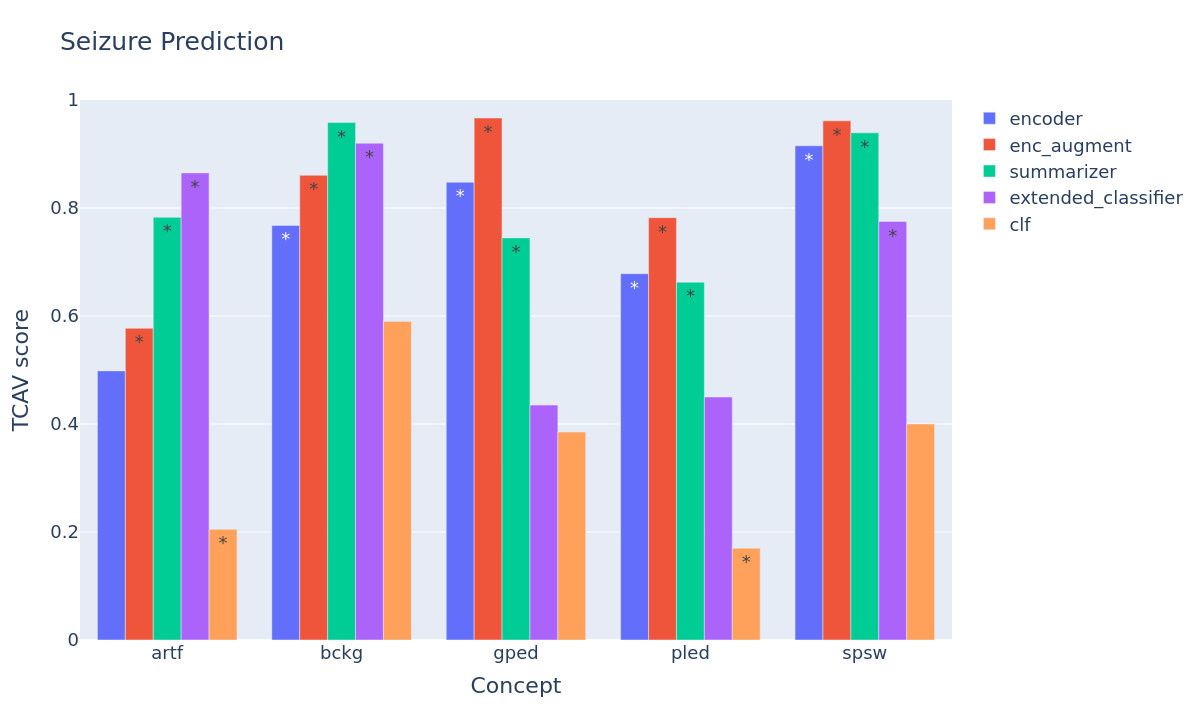 Seizure Prediction
1
0.8
0.6
0.4
0.2
0
TCAV score
* * * *
* * * *
* * *
* * * *
* * * *
artf bckg gped pled spsw
Concept
encoder
enc_augment
summarizer
extended_classifier
clf